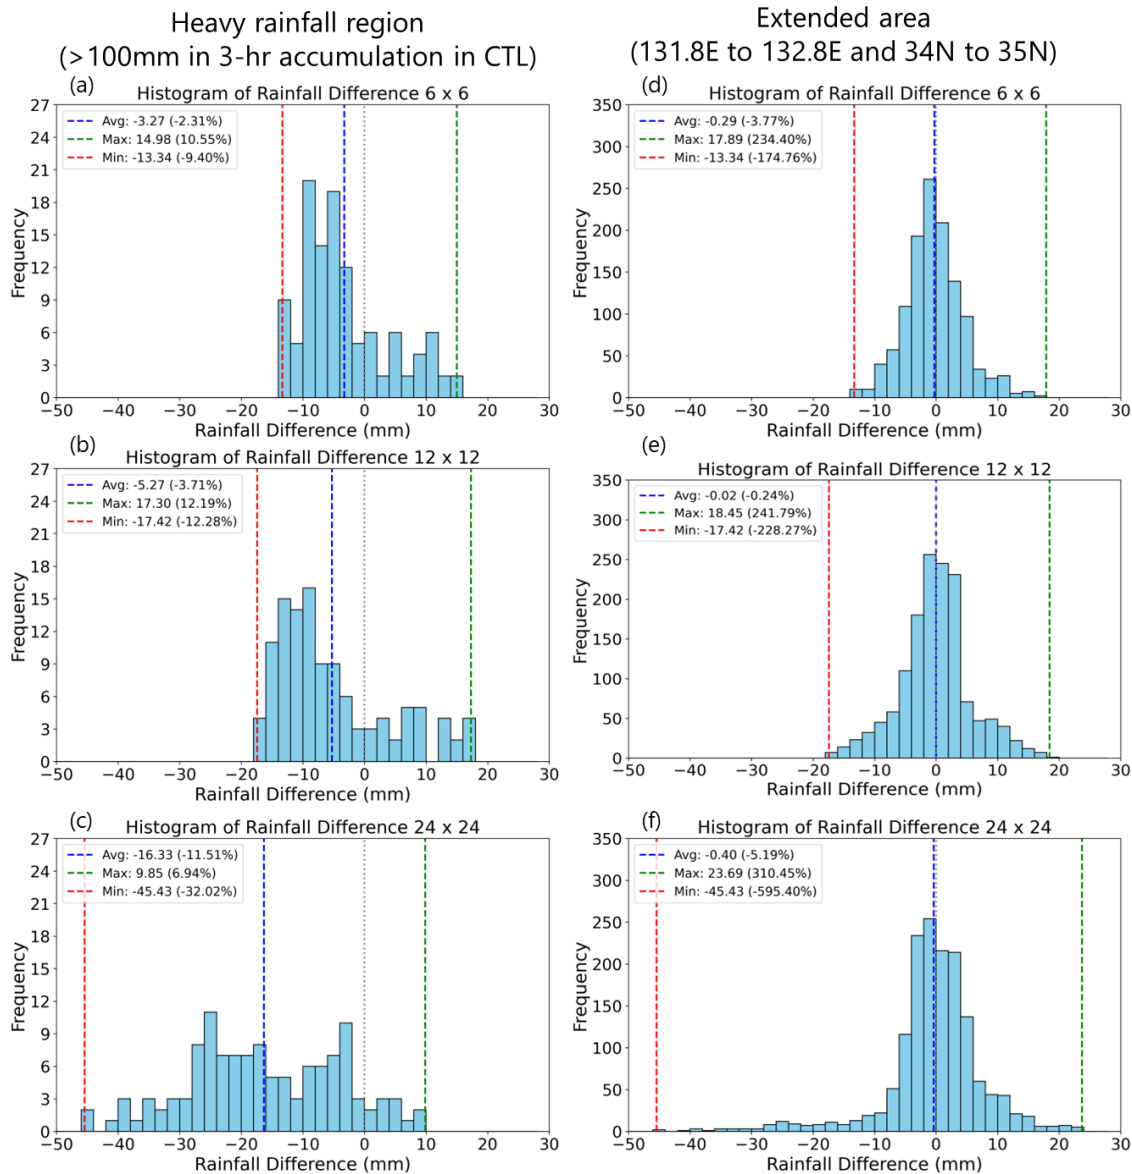 Heavy rainfall region
(>100mm in 3-hr accumulation in CTL)
Extended area
(131.8E to 132.8E and 34N to 35N)
(a)
Histogram of Rainfall Difference 6 x 6
Avg: -3.27 (-2.31%)
Max: 14.98 (10.55%)
Min: -13.34 (-9.40%)
27
24
21
18
15
12
9
6
3
0
Frequency
−50 −40 −30 −20 −10 0 10 20 30
Rainfall Difference (mm)
(d)
Histogram of Rainfall Difference 6 x 6
Avg: -0.29 (-3.77%)
Max: 17.89 (234.40%)
Min: -13.34 (-174.76%)
350
300
250
200
150
100
50
0
Frequency
−50 −40 −30 −20 −10 0 10 20 30
Rainfall Difference (mm)
(b)
Histogram of Rainfall Difference 12 x 12
Avg: -5.27 (-3.71%)
Max: 17.30 (12.19%)
Min: -17.42 (-12.28%)
27
24
21
18
15
12
9
6
3
0
Frequency
−50 −40 −30 −20 −10 0 10 20 30
Rainfall Difference (mm)
(e)
Histogram of Rainfall Difference 12 x 12
Avg: -0.02 (-0.24%)
Max: 18.45 (241.79%)
Min: -17.42 (-228.27%)
350
300
250
200
150
100
50
0
Frequency
−50 −40 −30 −20 −10 0 10 20 30
Rainfall Difference (mm)
(c)
Histogram of Rainfall Difference 24 x 24
Avg: -16.33 (-11.51%)
Max: 9.85 (6.94%)
Min: -45.43 (-32.02%)
27
24
21
18
15
12
9
6
3
0
Frequency
−50 −40 −30 −20 −10 0 10 20 30
Rainfall Difference (mm)
(f)
Histogram of Rainfall Difference 24 x 24
Avg: -0.40 (-5.19%)
Max: 23.69 (310.45%)
Min: -45.43 (-595.40%)
350
300
250
200
150
100
50
0
Frequency
−50 −40 −30 −20 −10 0 10 20 30
Rainfall Difference (mm)